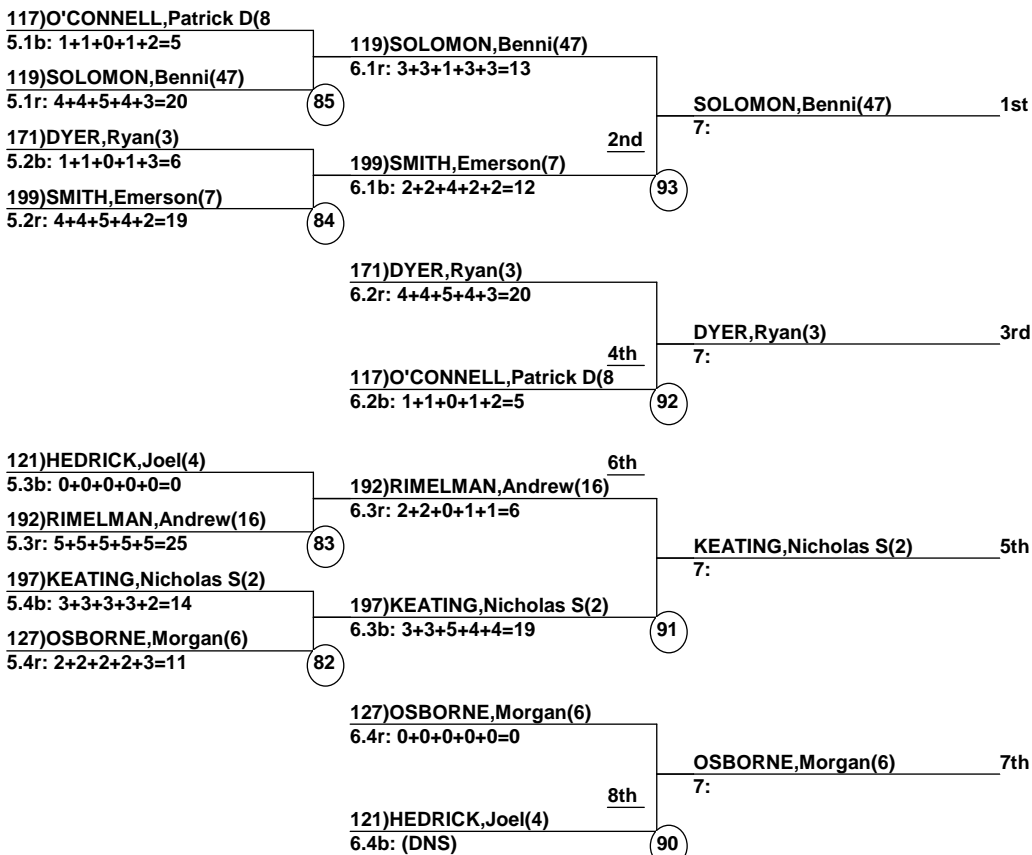 117)O'CONNELL,Patrick D(8
5.1b: 1+1+0+1+2=5
119)SOLOMON,Benni(47)
6.1r: 3+3+1+3+3=13
119)SOLOMON,Benni(47)
5.1r: 4+4+5+4+3=20
85
SOLOMON,Benni(47) 1st
7:
171)DYER,Ryan(3)
5.2b: 1+1+0+1+3=6
2nd
199)SMITH,Emerson(7)
6.1b: 2+2+4+2+2=12
93
199)SMITH,Emerson(7)
5.2r: 4+4+5+4+2=19
84
171)DYER,Ryan(3)
6.2r: 4+4+5+4+3=20
DYER,Ryan(3) 3rd
7:
4th
117)O'CONNELL,Patrick D(8
6.2b: 1+1+0+1+2=5
92
121)HEDRICK,Joel(4)
5.3b: 0+0+0+0+0=0
6th
192)RIMELMAN,Andrew(16)
6.3r: 2+2+0+1+1=6
192)RIMELMAN,Andrew(16)
5.3r: 5+5+5+5+5=25
83
KEATING,Nicholas S(2) 5th
7:
197)KEATING,Nicholas S(2)
5.4b: 3+3+3+3+2=14
197)KEATING,Nicholas S(2)
6.3b: 3+3+5+4+4=19
91
127)OSBORNE,Morgan(6)
5.4r: 2+2+2+2+3=11
82
127)OSBORNE,Morgan(6)
6.4r: 0+0+0+0+0=0
OSBORNE,Morgan(6) 7th
7:
8th
121)HEDRICK,Joel(4)
6.4b: (DNS)
90